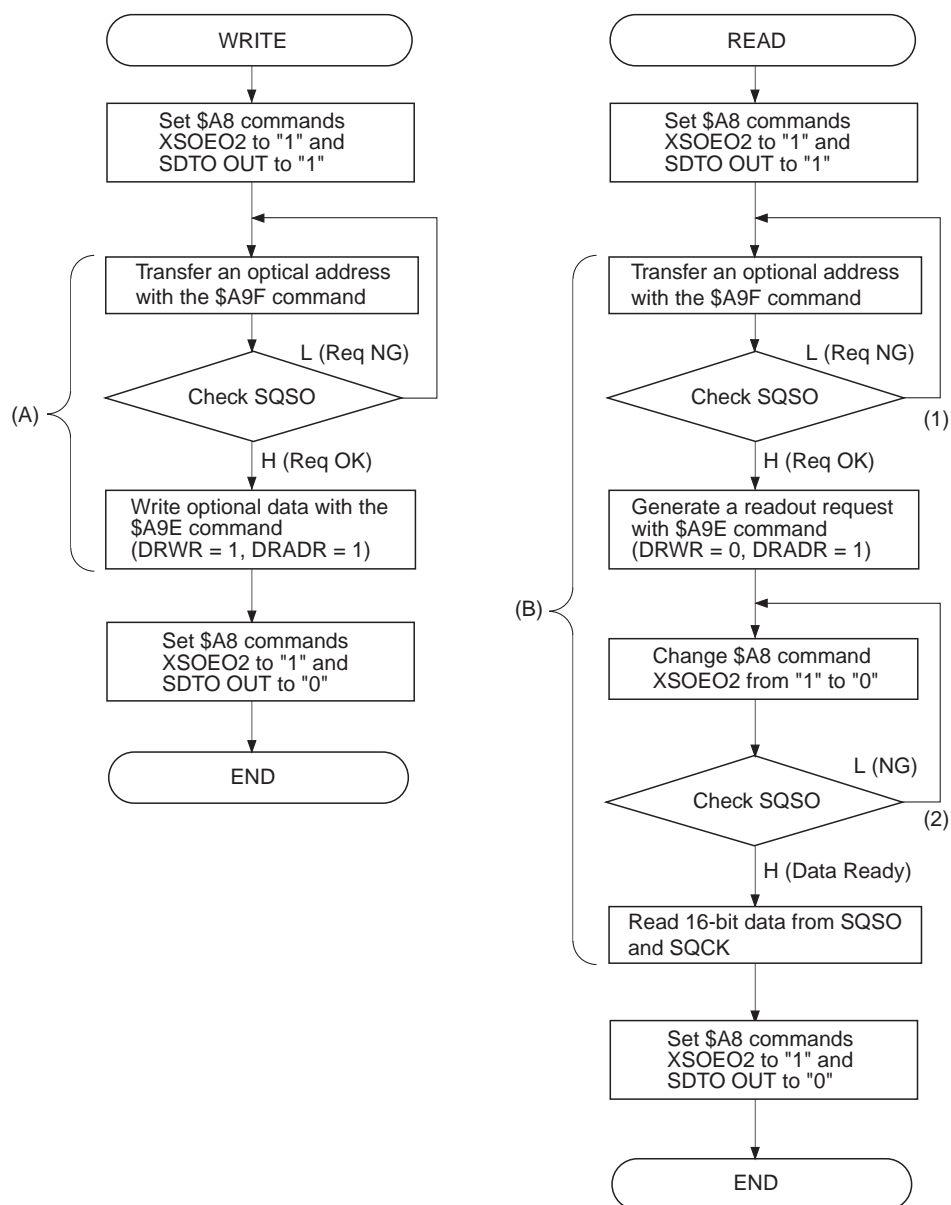 WRITE
Set $A8 commands
XSOEO2 to "1" and
SDTO OUT to "1"
Transfer an optical address
with the $A9F command
L (Req NG)
Check SQSO
(A)
H (Req OK)
Write optional data with the
$A9E command
(DRWR = 1, DRADR = 1)
Set $A8 commands
XSOEO2 to "1" and
SDTO OUT to "0"
END
READ
Set $A8 commands
XSOEO2 to "1" and
SDTO OUT to "1"
Transfer an optional address
with the $A9F command
L (Req NG)
Check SQSO
(1)
H (Req OK)
Generate a readout request
with $A9E command
(DRWR = 0, DRADR = 1)
(B)
Change $A8 command
XSOEO2 from "1" to "0"
L (NG)
Check SQSO
(2)
H (Data Ready)
Read 16-bit data from SQSO
and SQCK
Set $A8 commands
XSOEO2 to "1" and
SDTO OUT to "0"
END